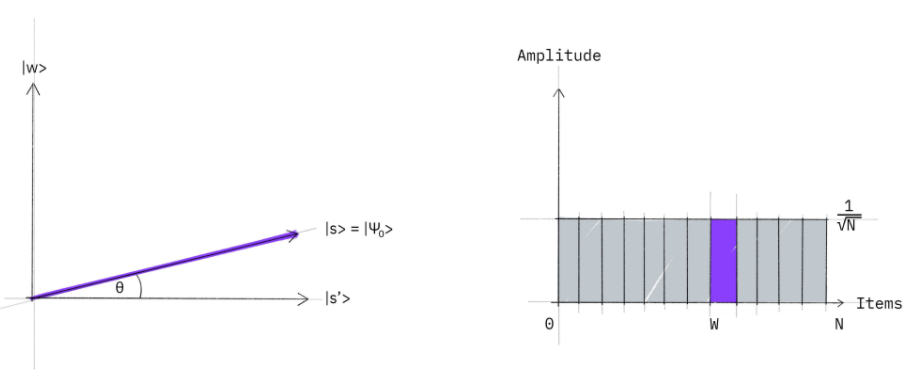 |w>
|s> = |Ψ₀>
θ
|s'>
Amplitude
1
√N
Items
0
W
N